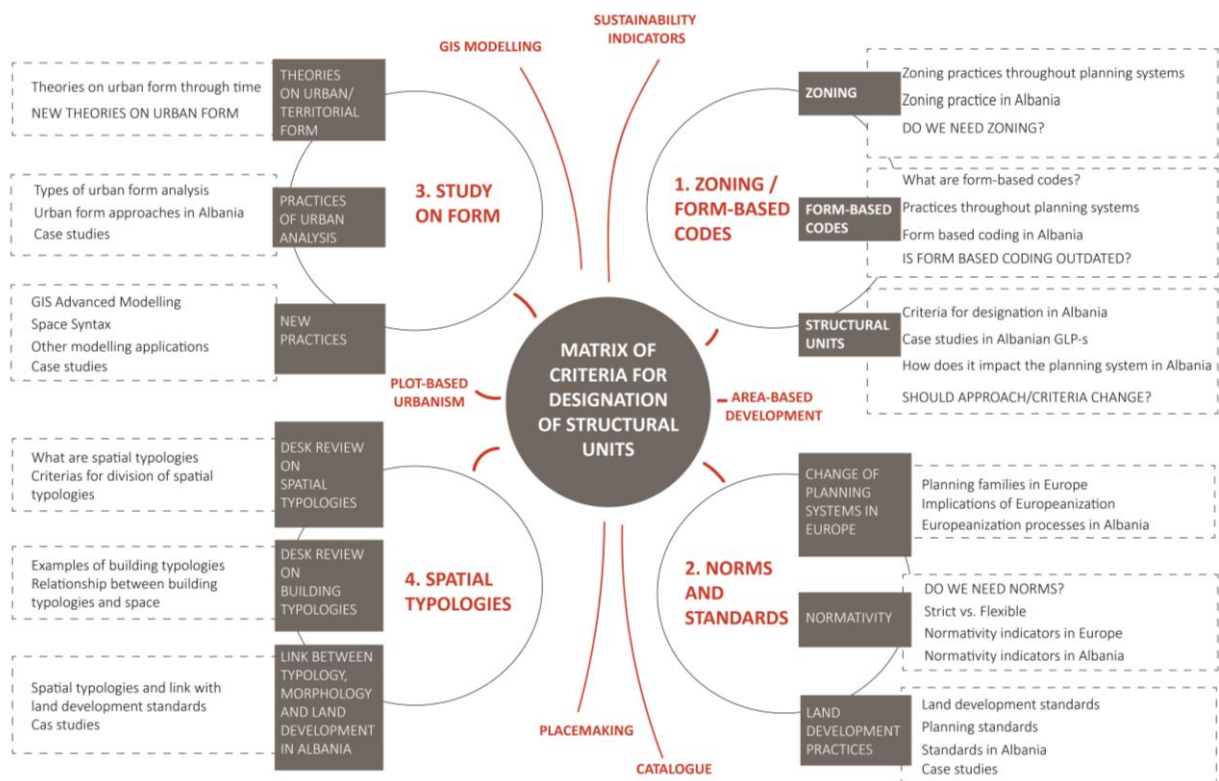 SUSTAINABILITY
INDICATORS
GIS MODELLING
THEORIES
ON URBAN/
TERRITORIAL
FORM
Theories on urban form through time
NEW THEORIES ON URBAN FORM
PRACTICES
OF URBAN
ANALYSIS
Types of urban form analysis
Urban form approaches in Albania
Case studies
NEW
PRACTICES
GIS Advanced Modelling
Space Syntax
Other modelling applications
Case studies
3. STUDY
ON FORM
1. ZONING /
FORM-BASED
CODES
ZONING
Zoning practices throughout planning systems
Zoning practice in Albania
DO WE NEED ZONING?
FORM-BASED
CODES
What are form-based codes?
Practices throughout planning systems
Form based coding in Albania
IS FORM BASED CODING OUTDATED?
STRUCTURAL
UNITS
Criteria for designation in Albania
Case studies in Albanian GLP-s
How does it impact the planning system in Albania
SHOULD APPROACH/CRITERIA CHANGE?
MATRIX OF
CRITERIA FOR
DESIGNATION
OF STRUCTURAL
UNITS
PLOT-BASED
URBANISM
AREA-BASED
DEVELOPMENT
DESK REVIEW
ON
SPATIAL
TYPOLOGIES
What are spatial typologies
Criterias for division of spatial
typologies
DESK REVIEW
ON
BUILDING
TYPOLOGIES
Examples of building typologies
Relationship between building
typologies and space
LINK BETWEEN
TYPOLOGY,
MORPHOLOGY
AND LAND
DEVELOPMENT
IN ALBANIA
Spatial typologies and link with
land development standards
Cas studies
4. SPATIAL
TYPOLOGIES
2. NORMS
AND
STANDARDS
CHANGE OF
PLANNING
SYSTEMS IN
EUROPE
Planning families in Europe
Implications of Europeanization
Europeanization processes in Albania
NORMATIVITY
DO WE NEED NORMS?
Strict vs. Flexible
Normativity indicators in Europe
Normativity indicators in Albania
LAND
DEVELOPMENT
PRACTICES
Land development standards
Planning standards
Standards in Albania
Case studies
PLACEMAKING
CATALOGUE